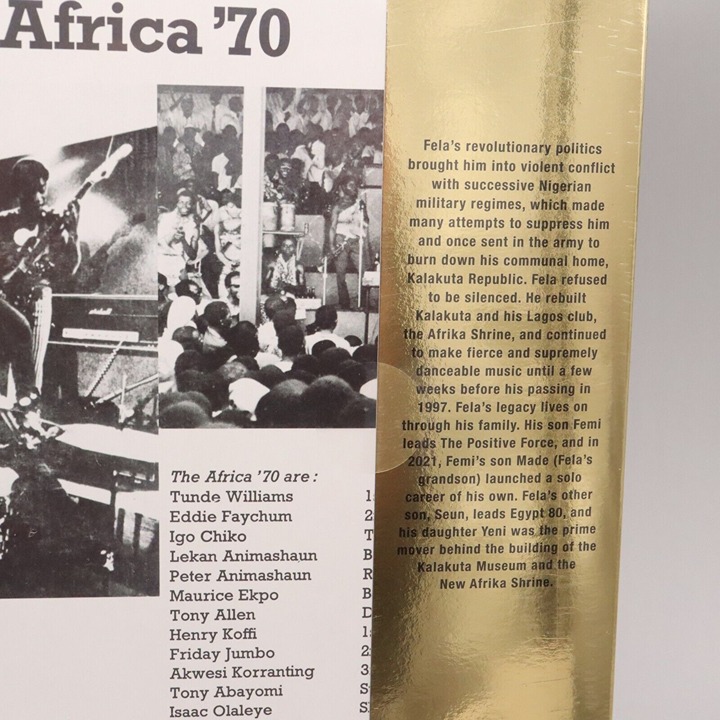 Africa '70
The Africa '70 are :
Tunde Williams
Eddie Faychum
Igo Chiko
Lekan Animashaun
Peter Animashaun
Maurice Ekpo
Tony Allen
Henry Koffi
Friday Jumbo
Akwesi Korranting
Tony Abayomi
Isaac Olaleye
Fela's revolutionary politics
brought him into violent conflict
with successive Nigerian
military regimes, which made
many attempts to suppress him
and once sent in the army to
burn down his communal home,
Kalakuta Republic. Fela refused
to be silenced. He rebuilt
Kalakuta and his Lagos club,
the Afrika Shrine, and continued
to make fierce and supremely
danceable music until a few
weeks before his passing in
1997. Fela's legacy lives on
through his family. His son Femi
leads The Positive Force, and in
2021, Femi's son Made (Fela's
grandson) launched a solo
career of his own. Fela's other
son, Seun, leads Egypt 80, and
his daughter Yeni was the prime
mover behind the building of the
Kalakuta Museum and the
New Afrika Shrine.